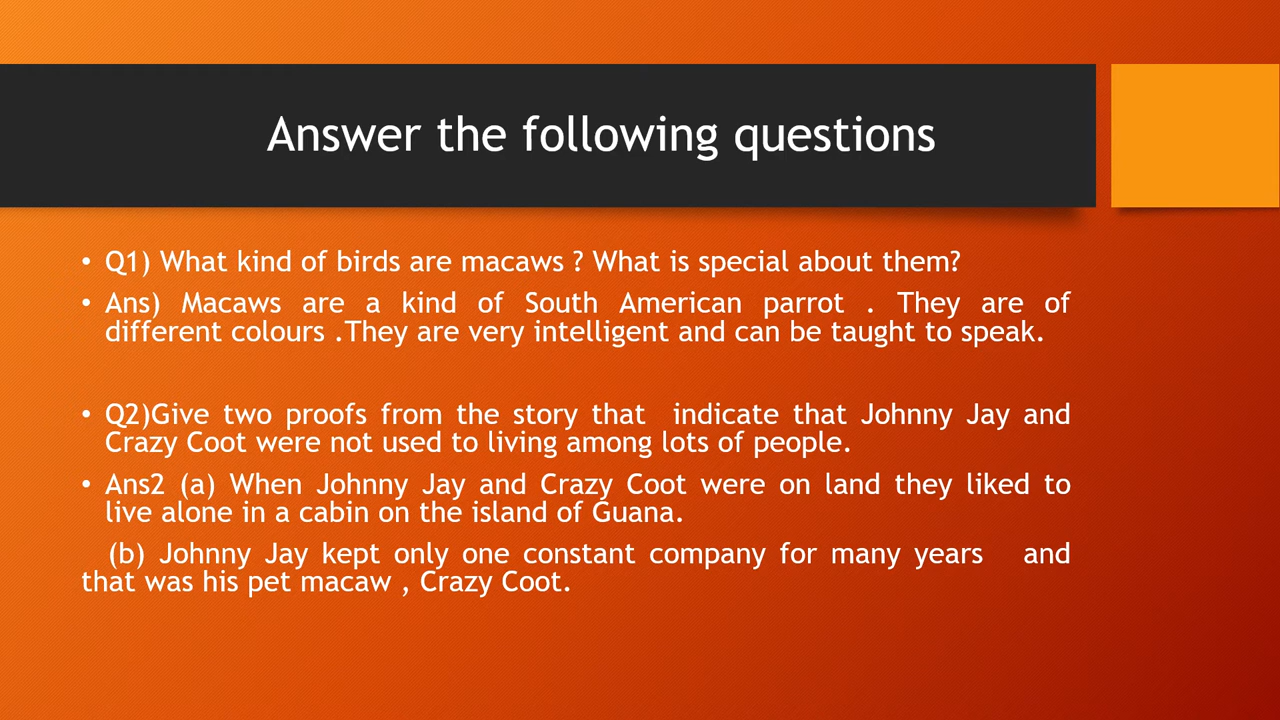 Answer the following questions
• Q1) What kind of birds are macaws ? What is special about them?
• Ans) Macaws are a kind of South American parrot . They are of
different colours .They are very intelligent and can be taught to speak.
• Q2)Give two proofs from the story that indicate that Johnny Jay and
Crazy Coot were not used to living among lots of people.
• Ans2 (a) When Johnny Jay and Crazy Coot were on land they liked to
live alone in a cabin on the island of Guana.
(b) Johnny Jay kept only one constant company for many years and
that was his pet macaw , Crazy Coot.